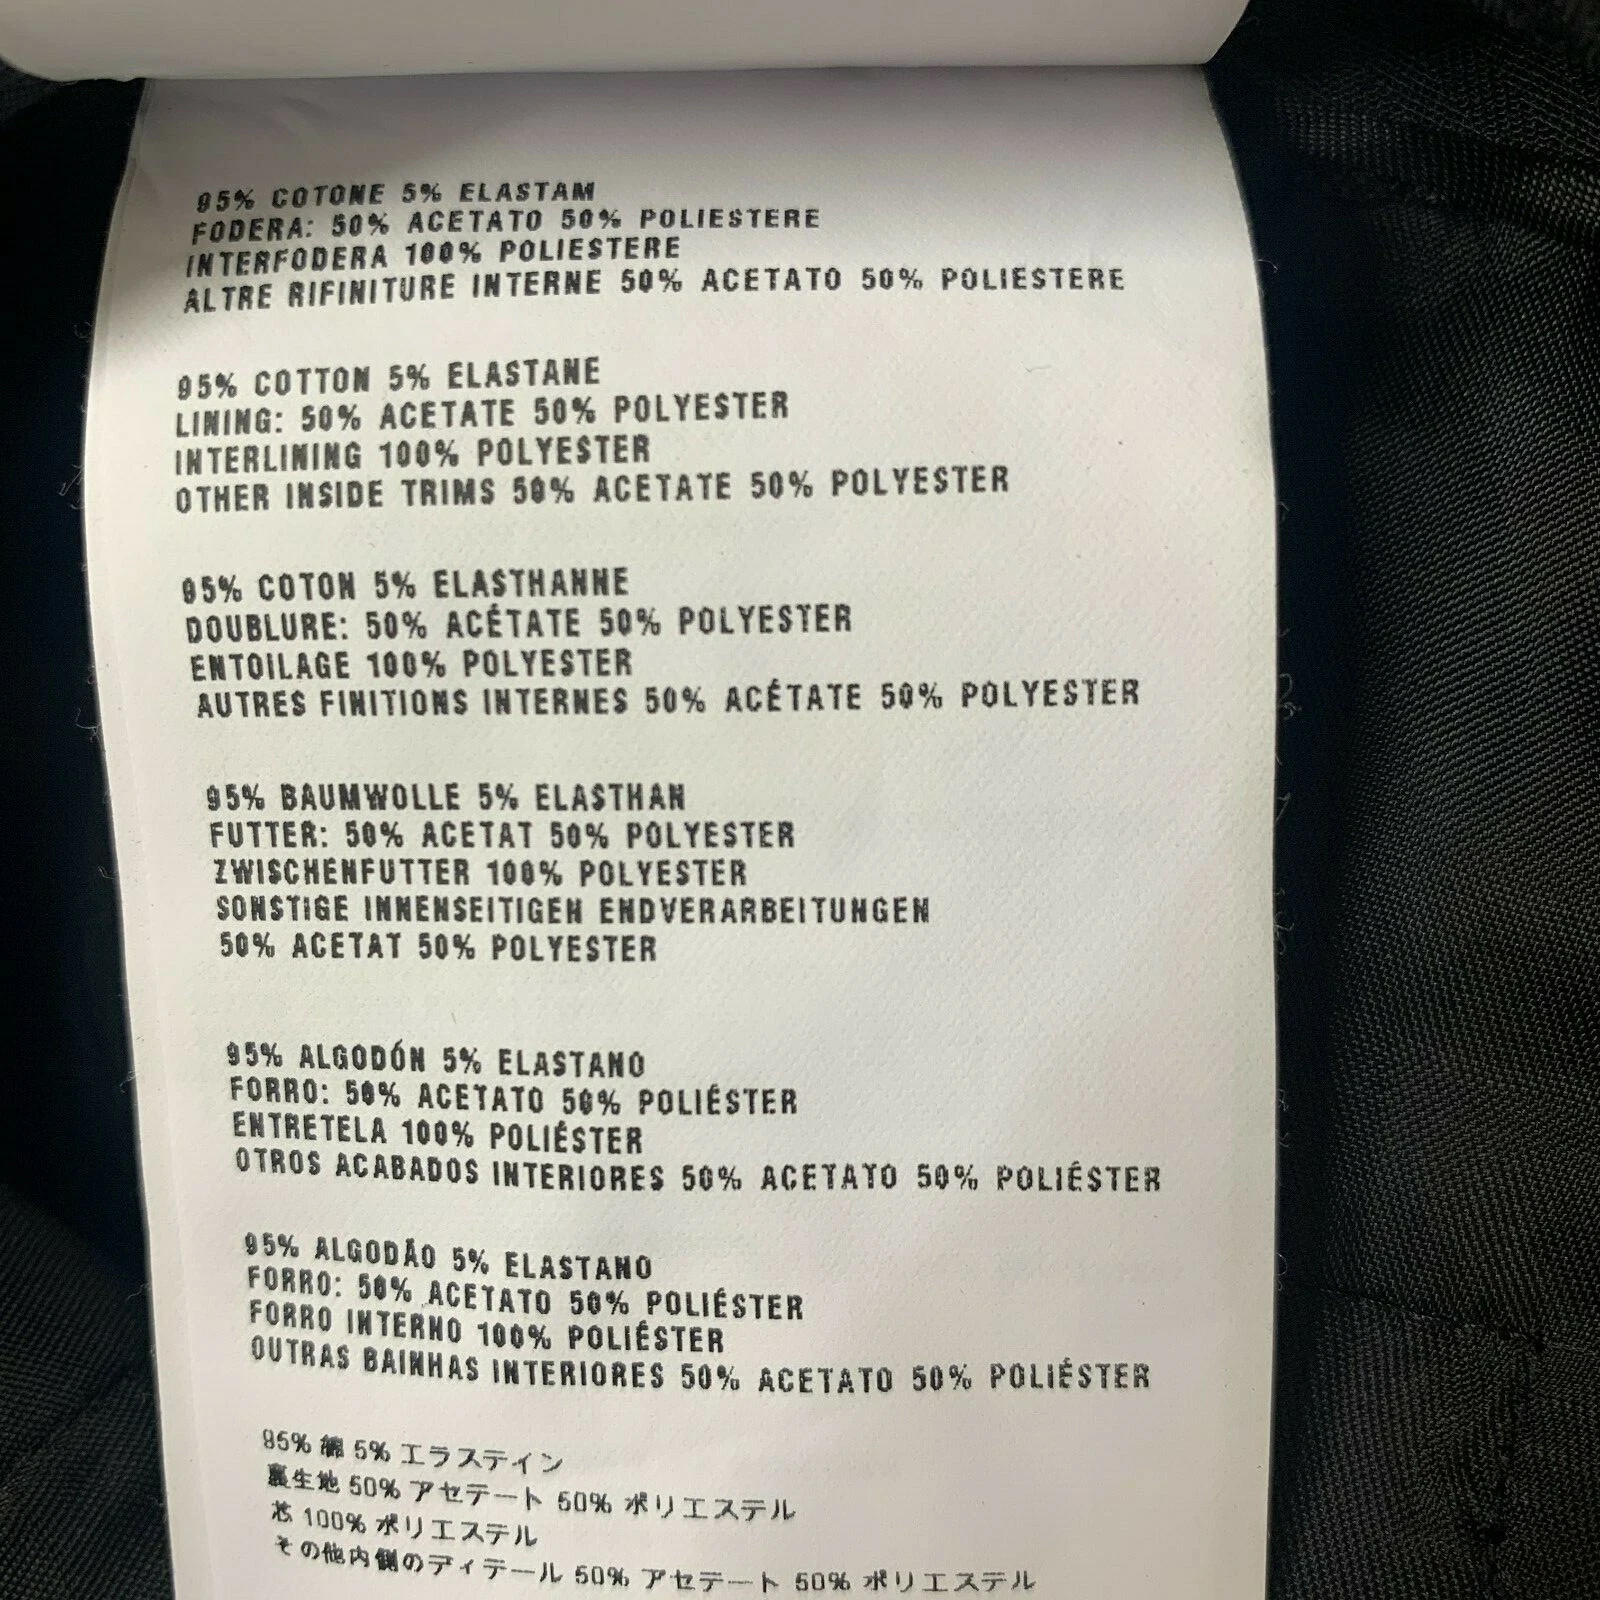 95% COTONE 5% ELASTAM
FODERA: 50% ACETATO 50% POLIESTERE
INTERFODERA 100% POLIESTERE
ALTRE RIFINITURE INTERNE 50% ACETATO 50% POLIESTERE
95% COTTON 5% ELASTANE
LINING: 50% ACETATE 50% POLYESTER
INTERLINING 100% POLYESTER
OTHER INSIDE TRIMS 50% ACETATE 50% POLYESTER
95% COTON 5% ELASTHANNE
DOUBLURE: 50% ACÉTATE 50% POLYESTER
ENTOILAGE 100% POLYESTER
AUTRES FINITIONS INTERNES 50% ACÉTATE 50% POLYESTER
95% BAUMWOLLE 5% ELASTHAN
FUTTER: 50% ACETAT 50% POLYESTER
ZWISCHENFUTTER 100% POLYESTER
SONSTIGE INNENSEITIGEN ENDVERARBEITUNGEN
50% ACETAT 50% POLYESTER
95% ALGODÓN 5% ELASTANO
FORRO: 50% ACETATO 50% POLIÉSTER
ENTRETELA 100% POLIÉSTER
OTROS ACABADOS INTERIORES 50% ACETATO 50% POLIÉSTER
95% ALGODÃO 5% ELASTANO
FORRO: 50% ACETATO 50% POLIÉSTER
FORRO INTERNO 100% POLIÉSTER
OUTRAS BAINHAS INTERIORES 50% ACETATO 50% POLIÉSTER
95% 綿 5% エラステイン
裏生地 50% アセテート 50% ポリエステル
芯 100% ポリエステル
その他内側のディテール 50% アセテート 50% ポリエステル